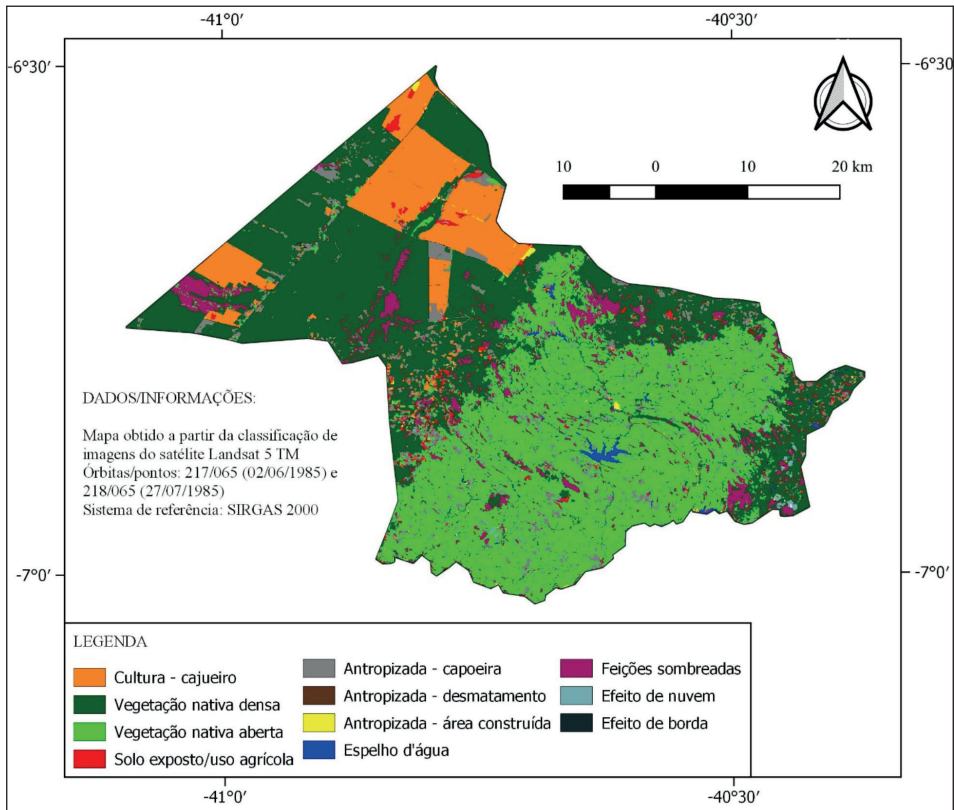 -41°0′ -40°30′
-6°30′ -6°30
10 0 10 20 km
DADOS/INFORMAÇÕES:
Mapa obtido a partir da classificação de
imagens do satélite Landsat 5 TM
Órbitas/pontos: 217/065 (02/06/1985) e
218/065 (27/07/1985)
Sistema de referência: SIRGAS 2000
-7°0′ -7°0′
LEGENDA
Cultura - cajueiro
Vegetação nativa densa
Vegetação nativa aberta
Solo exposto/uso agrícola
Antropizada - capoeira
Antropizada - desmatamento
Antropizada - área construída
Espelho d'água
Feições sombreadas
Efeito de nuvem
Efeito de borda
-41°0′ -40°30′